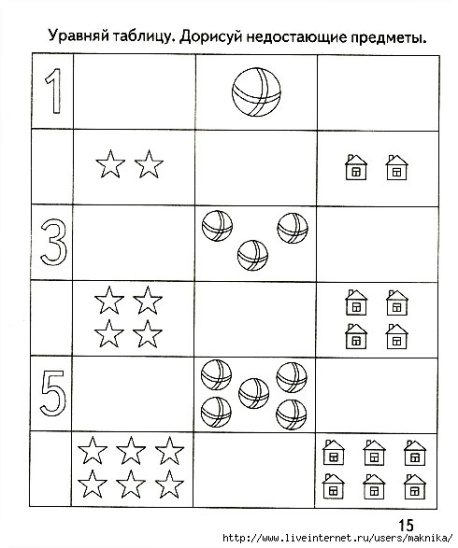 Уравняй таблицу. Дорисуй недостающие предметы.
1
3
5
15
http://www.liveinternet.ru/users/maknika/